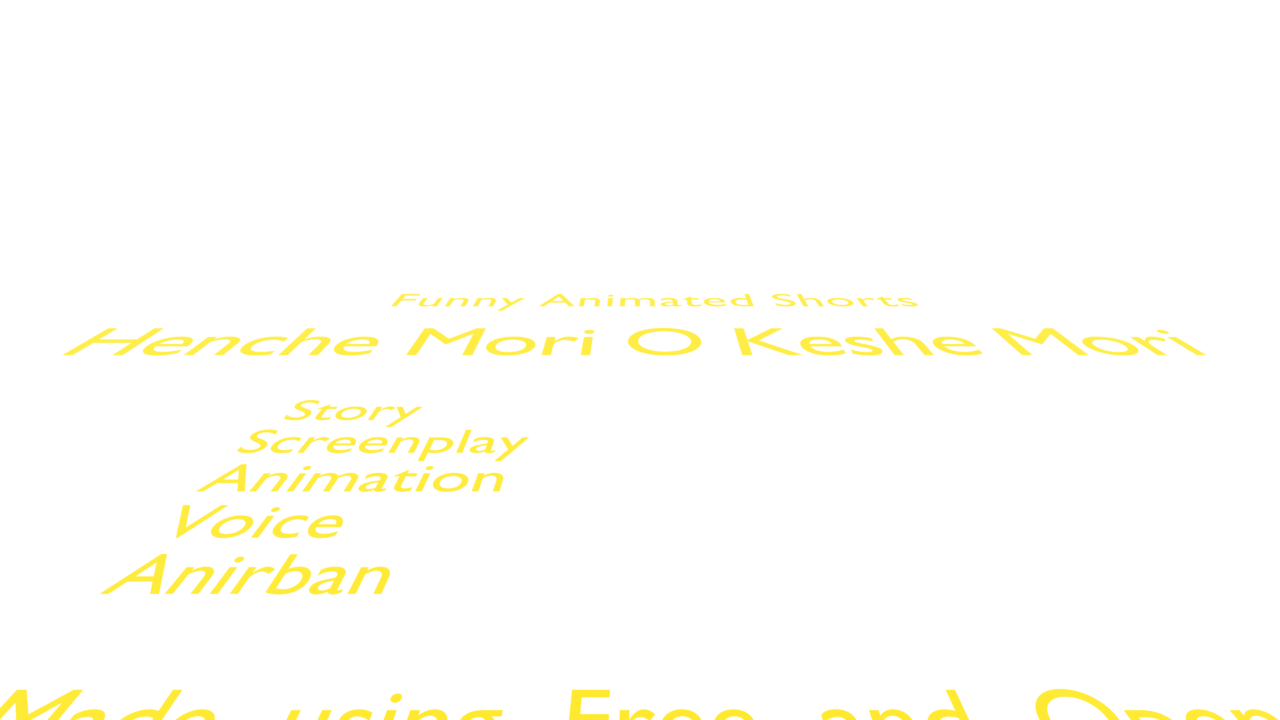 Funny Animated Shorts
Henche Mori O Keshe Mori
Story
Screenplay
Animation
Voice
Anirban
Made using Free and Open